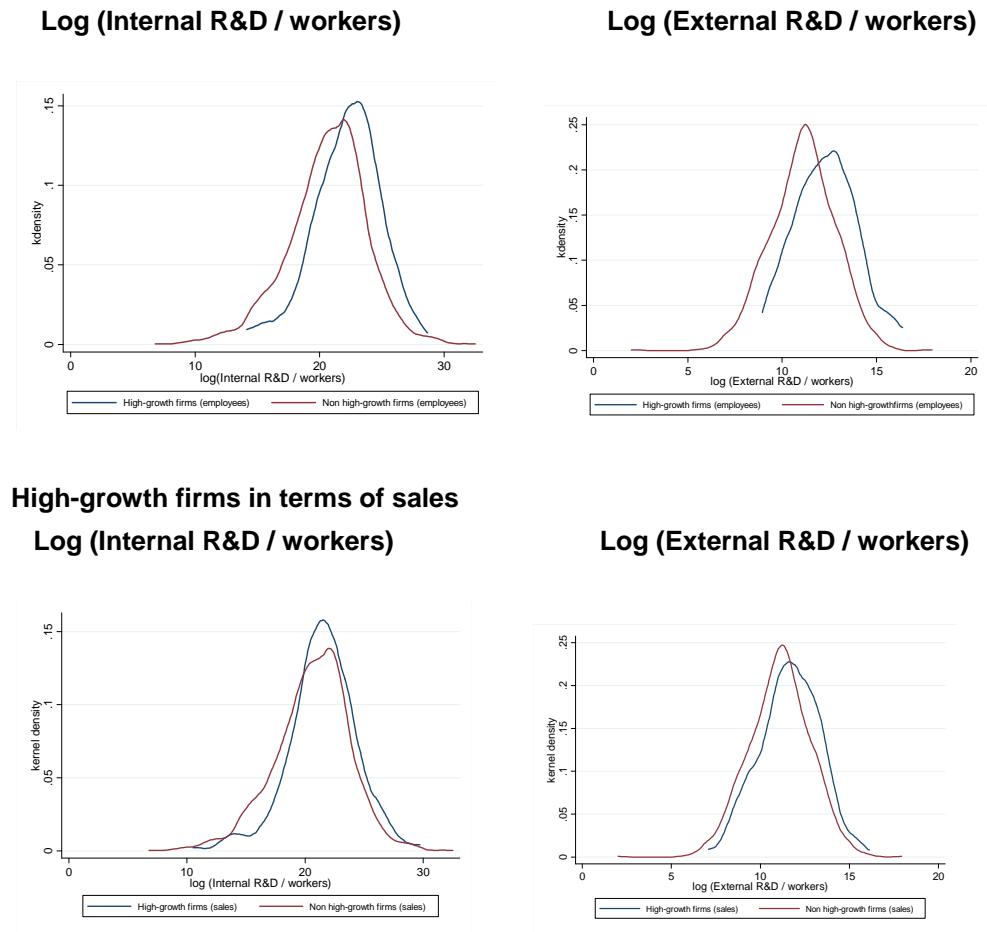 Log (Internal R&D / workers)
Log (External R&D / workers)
kdensity
0 .05 .1 .15
0 10 20 30
log(Internal R&D / workers)
High-growth firms (employees) Non high-growth firms (employees)
kdensity
0 .05 .1 .15 .2 .25
0 5 10 15 20
log (External R&D / workers)
High-growth firms (employees) Non high-growthfirms (employees)
High-growth firms in terms of sales
Log (Internal R&D / workers)
Log (External R&D / workers)
kernel density
0 .05 .1 .15
0 10 20 30
log (Internal R&D / workers)
High-growth firms (sales) Non high-growth firms (sales)
kernel density
0 .05 .1 .15 .2 .25
0 5 10 15 20
log (External R&D / workers)
High-growth firms (sales) Non high-growth firms (sales)